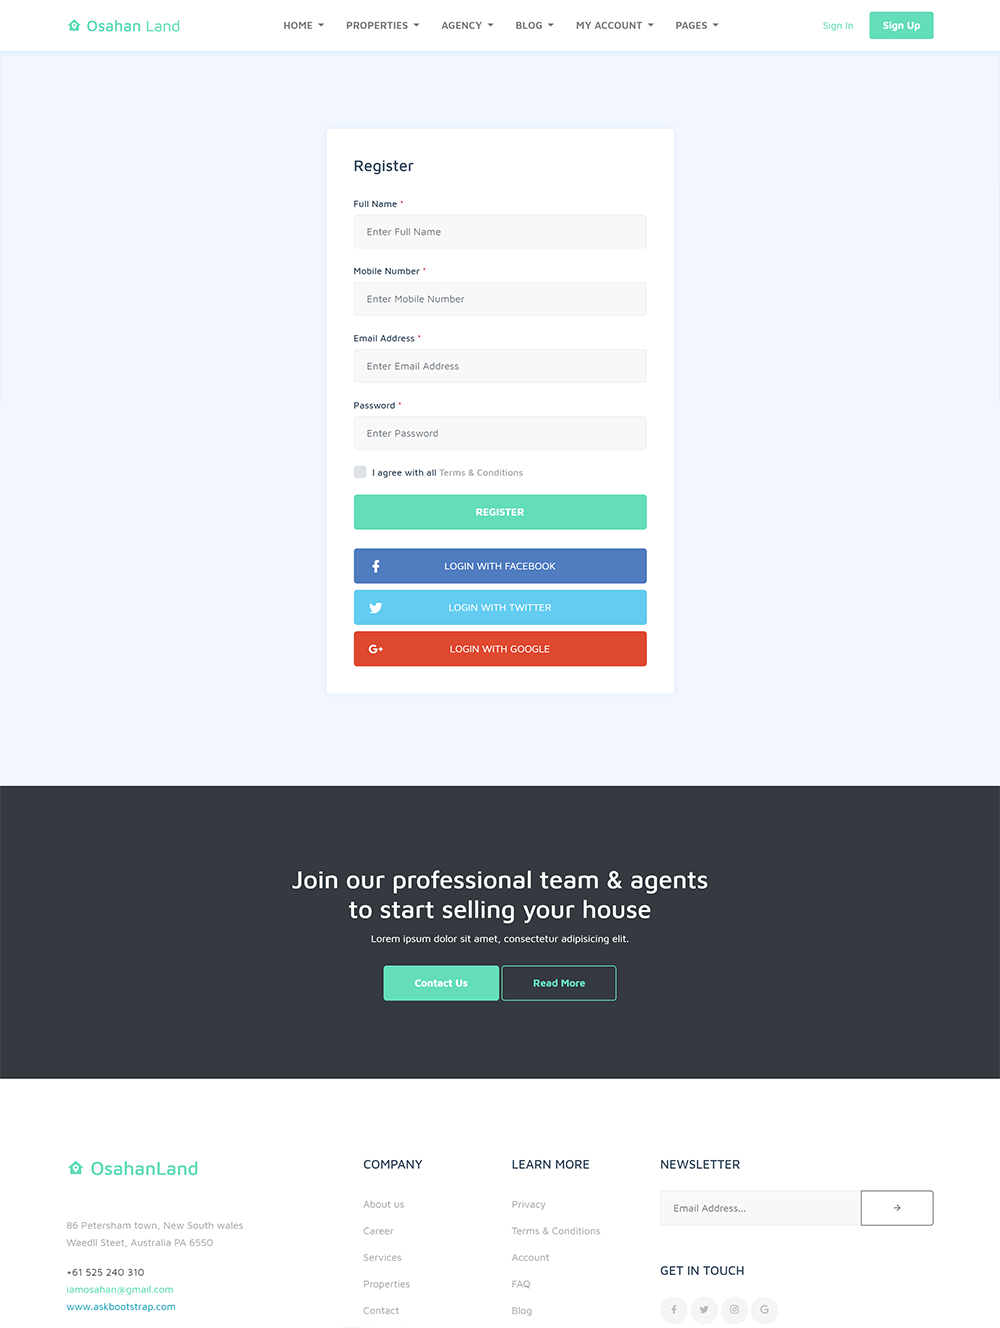 Osahan Land
HOME PROPERTIES AGENCY BLOG MY ACCOUNT PAGES
Sign In Sign Up
Register
Full Name *
Enter Full Name
Mobile Number *
Enter Mobile Number
Email Address *
Enter Email Address
Password *
Enter Password
I agree with all Terms & Conditions
REGISTER
LOGIN WITH FACEBOOK
LOGIN WITH TWITTER
LOGIN WITH GOOGLE
Join our professional team & agents
to start selling your house
Lorem ipsum dolor sit amet, consectetur adipisicing elit.
Contact Us Read More
OsahanLand
86 Petersham town, New South wales
Waedll Steet, Australia PA 6550
+61 525 240 310
iamosahan@gmail.com
www.askbootstrap.com
COMPANY
About us
Career
Services
Properties
Contact
LEARN MORE
Privacy
Terms & Conditions
Account
FAQ
Blog
NEWSLETTER
Email Address...
GET IN TOUCH